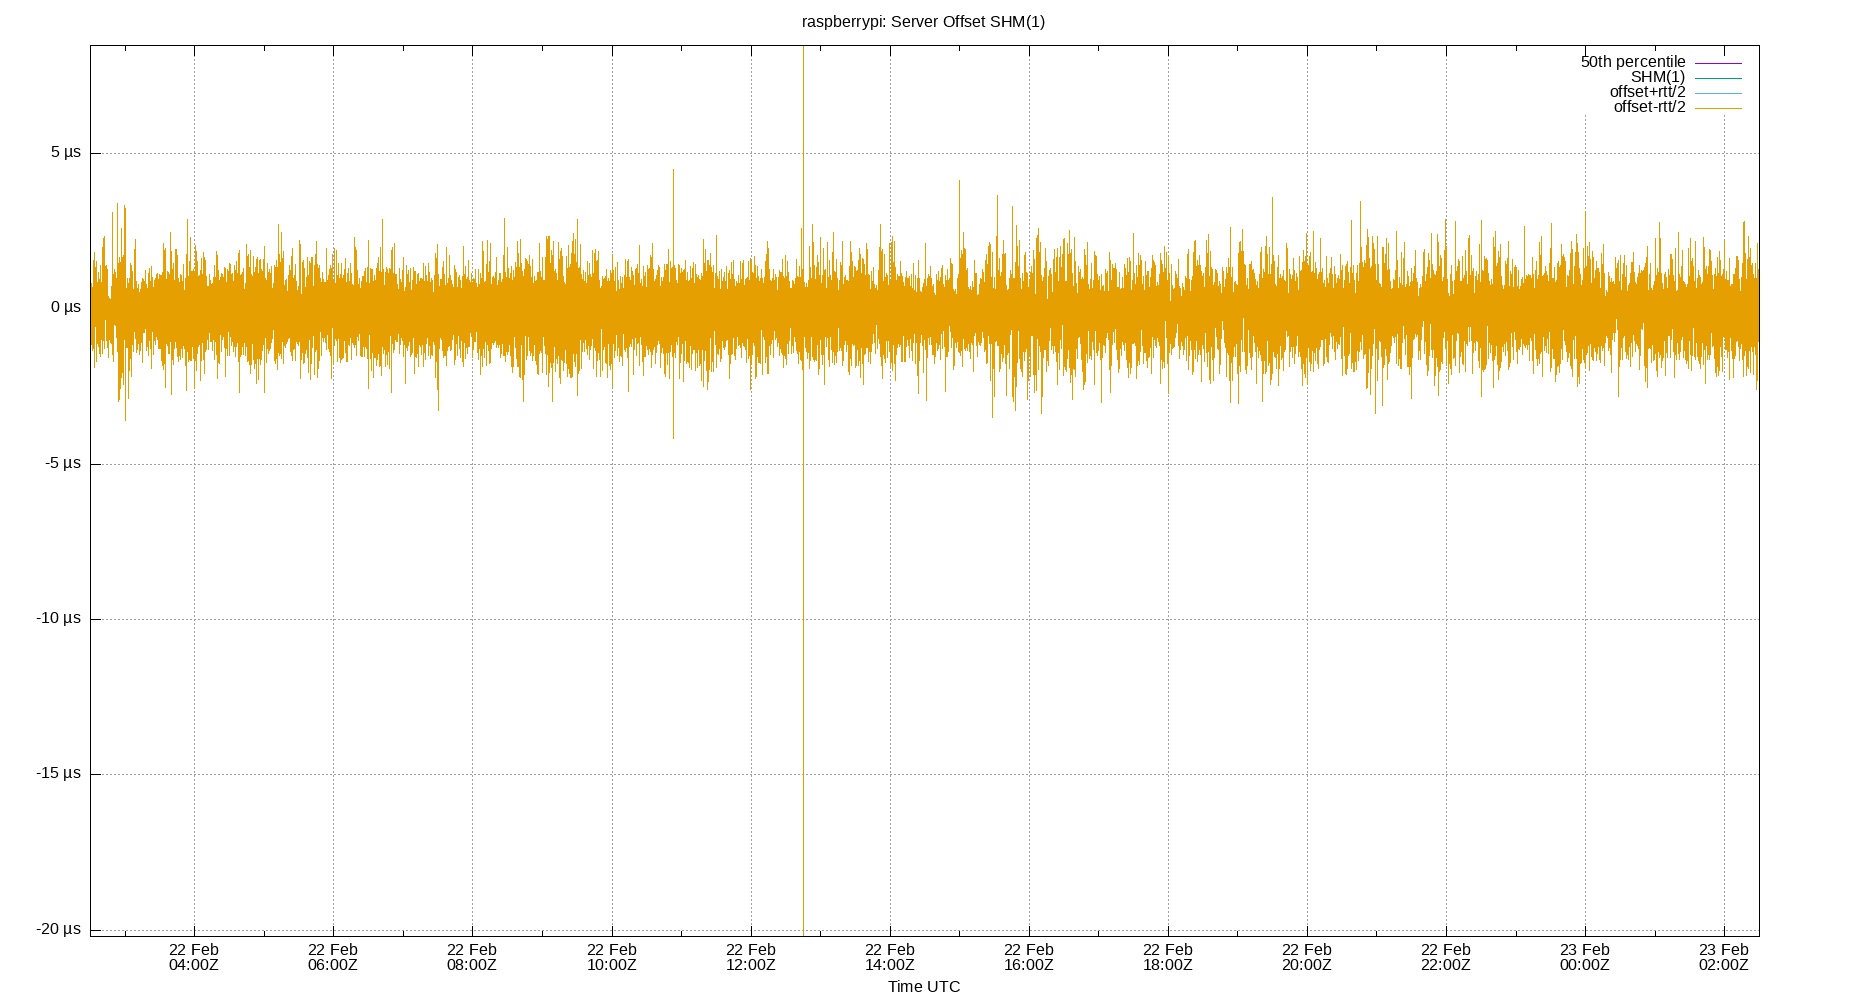 raspberrypi: Server Offset SHM(1)
50th percentile
SHM(1)
offset+rtt/2
offset-rtt/2
5 µs
0 µs
-5 µs
-10 µs
-15 µs
-20 µs
22 Feb 22 Feb 22 Feb 22 Feb 22 Feb 22 Feb 22 Feb 22 Feb 22 Feb 22 Feb 23 Feb 23 Feb
04:00Z 06:00Z 08:00Z 10:00Z 12:00Z 14:00Z 16:00Z 18:00Z 20:00Z 22:00Z 00:00Z 02:00Z
Time UTC